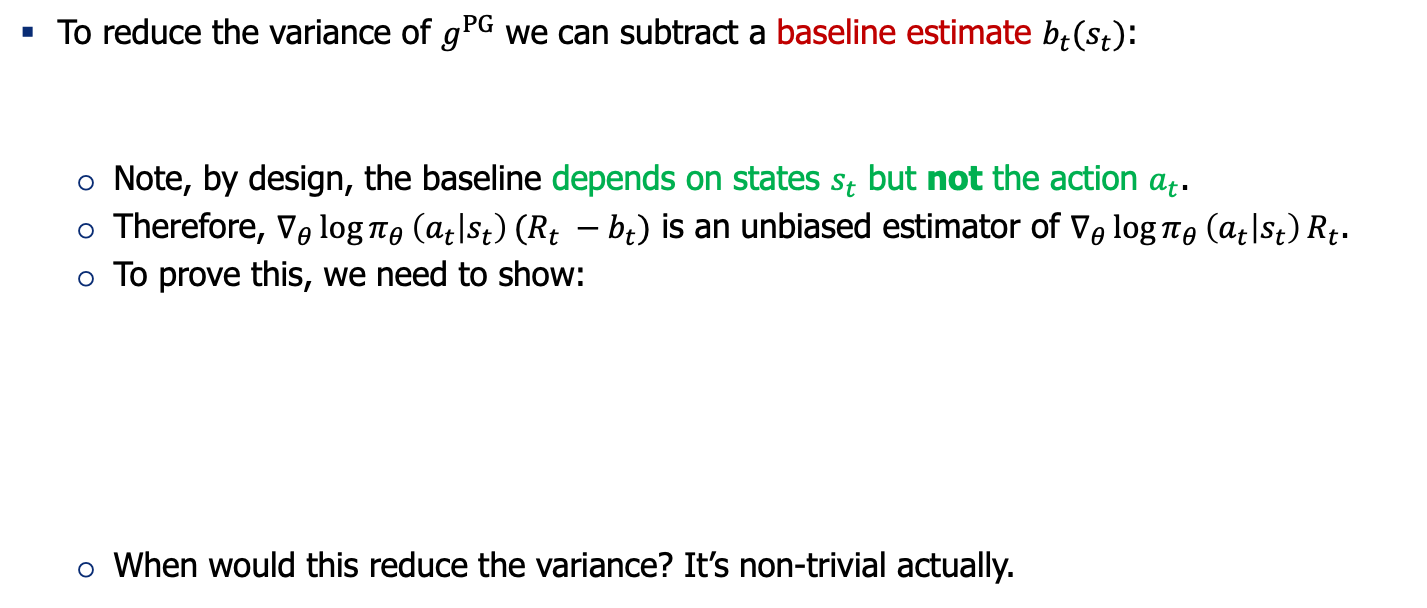 ▪ To reduce the variance of g^PG we can subtract a baseline estimate b_t(s_t):
o Note, by design, the baseline depends on states s_t but not the action a_t.
o Therefore, ∇_θ log π_θ (a_t|s_t) (R_t − b_t) is an unbiased estimator of ∇_θ log π_θ (a_t|s_t) R_t.
o To prove this, we need to show:
o When would this reduce the variance? It’s non-trivial actually.